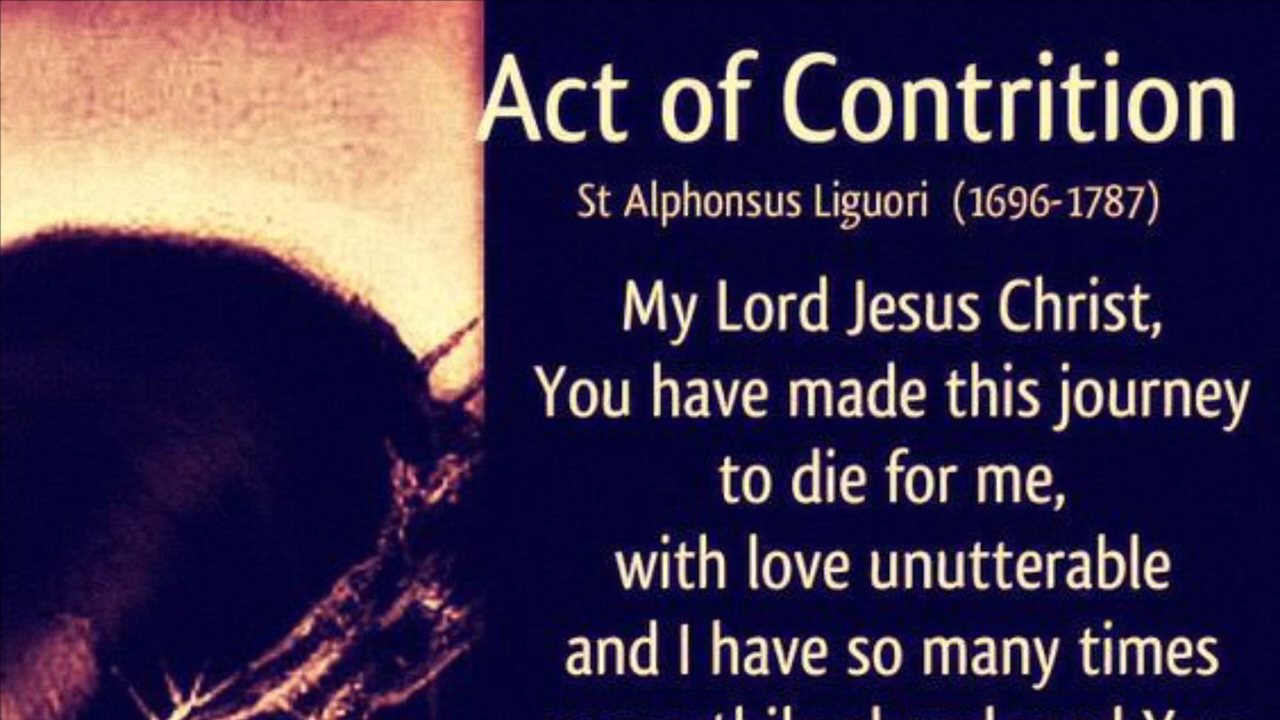 Act of Contrition
St Alphonsus Liguori (1696-1787)
My Lord Jesus Christ,
You have made this journey
to die for me,
with love unutterable
and I have so many times